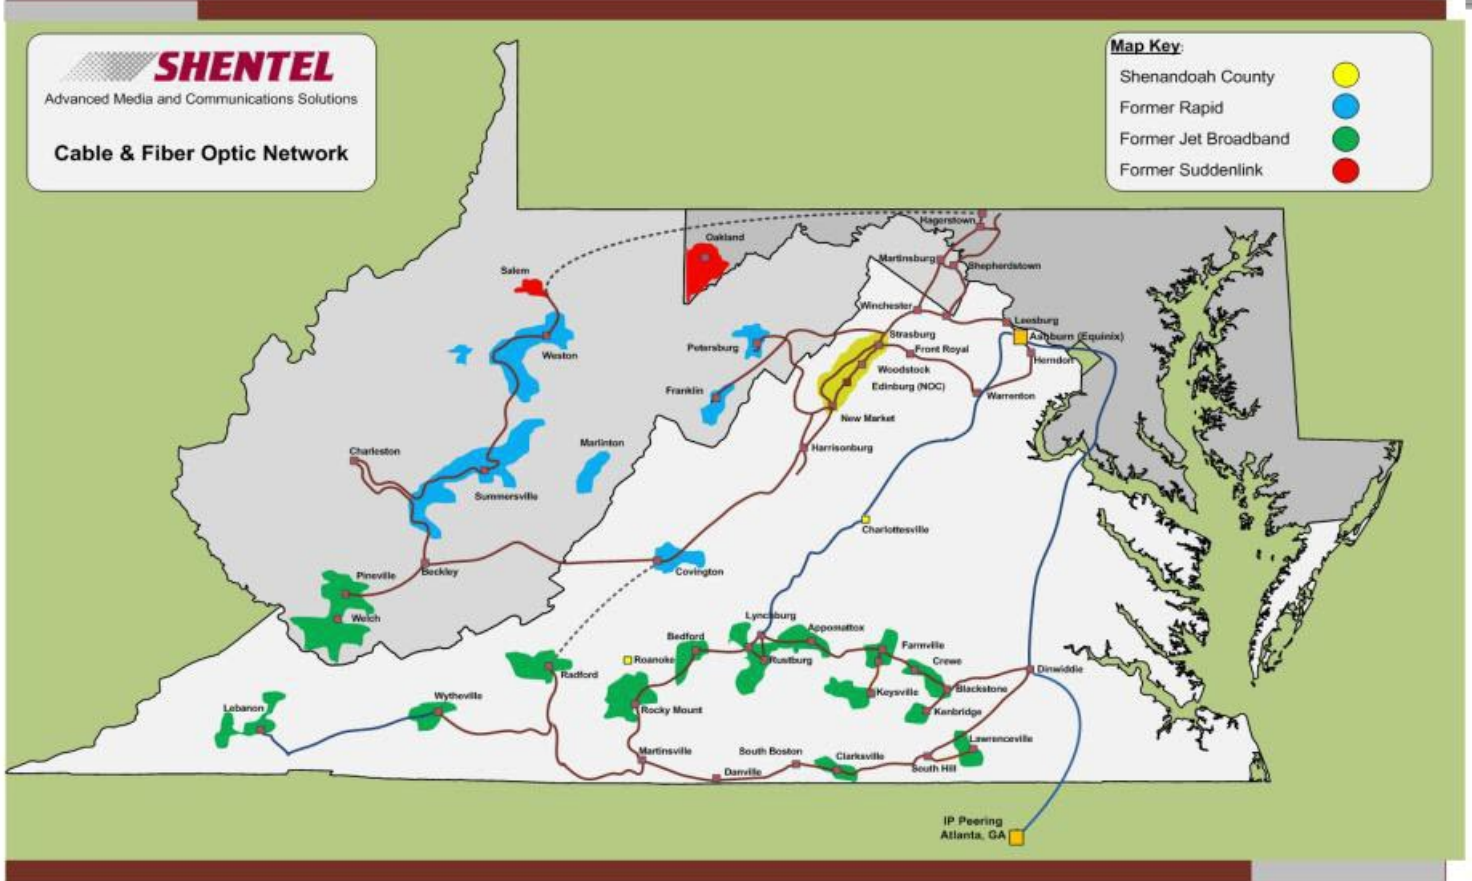 SHENTEL
Advanced Media and Communications Solutions
Cable & Fiber Optic Network
Map Key:
Shenandoah County
Former Rapid
Former Jet Broadband
Former Suddenlink
Hagerstown
Oakland
Martinsburg
Shepherdstown
Salem
Winchester
Leesburg
Ashburn (Equinix)
Strasburg
Petersburg
Front Royal
Weston
Herndon
Woodstock
Edinburg (NOC)
Franklin
Warrenton
New Market
Marlinton
Harrisonburg
Charleston
Summersville
Charlottesville
Beckley
Covington
Pineville
Welch
Lynchburg
Appomattox
Bedford
Farmville
Roanoke
Rustburg
Crewe
Dinwiddie
Radford
Keysville
Blackstone
Wytheville
Lebanon
Rocky Mount
Kenbridge
Lawrenceville
Martinsville
South Boston
Clarksville
South Hill
Danville
IP Peering
Atlanta, GA